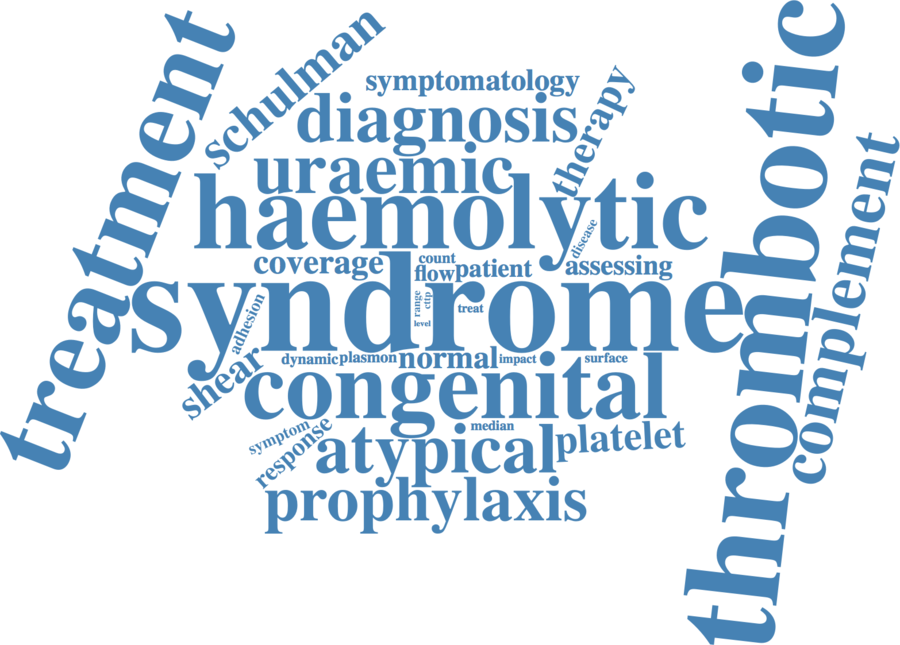 treatment
schulman
symptomatology
diagnosis
therapy
thrombotic
uraemic
haemolytic
complement
disease
coverage
count
flow
patient
assessing
syndrome
range
cttp
level
treat
adhesion
shear
dynamic
plasmon
normal
impact
surface
congenital
symptom
response
median
atypical
platelet
prophylaxis